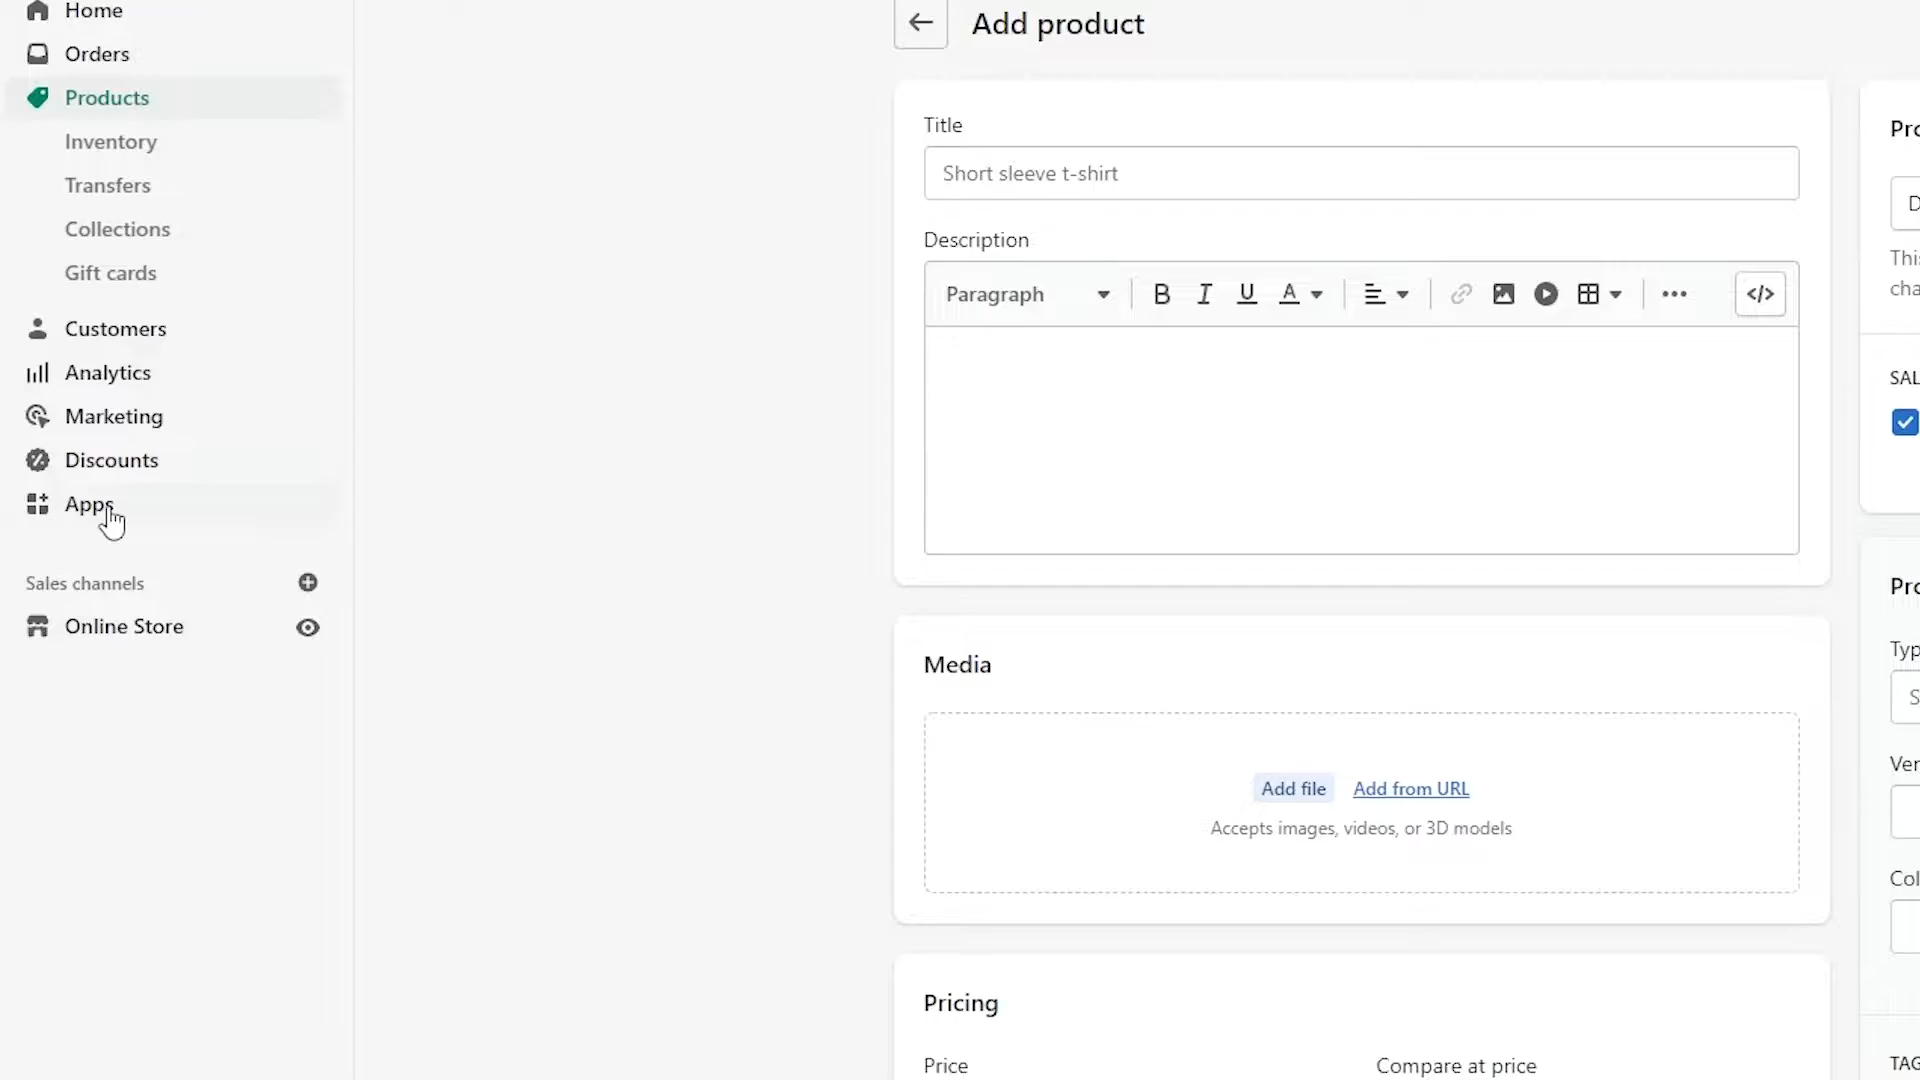 Home
Orders
Products
Inventory
Transfers
Collections
Gift cards
Customers
Analytics
Marketing
Discounts
Apps
Sales channels
Online Store
Add product
Title
Short sleeve t-shirt
Description
Paragraph
B I U A
</>
Media
Add file Add from URL
Accepts images, videos, or 3D models
Pricing
Price Compare at price